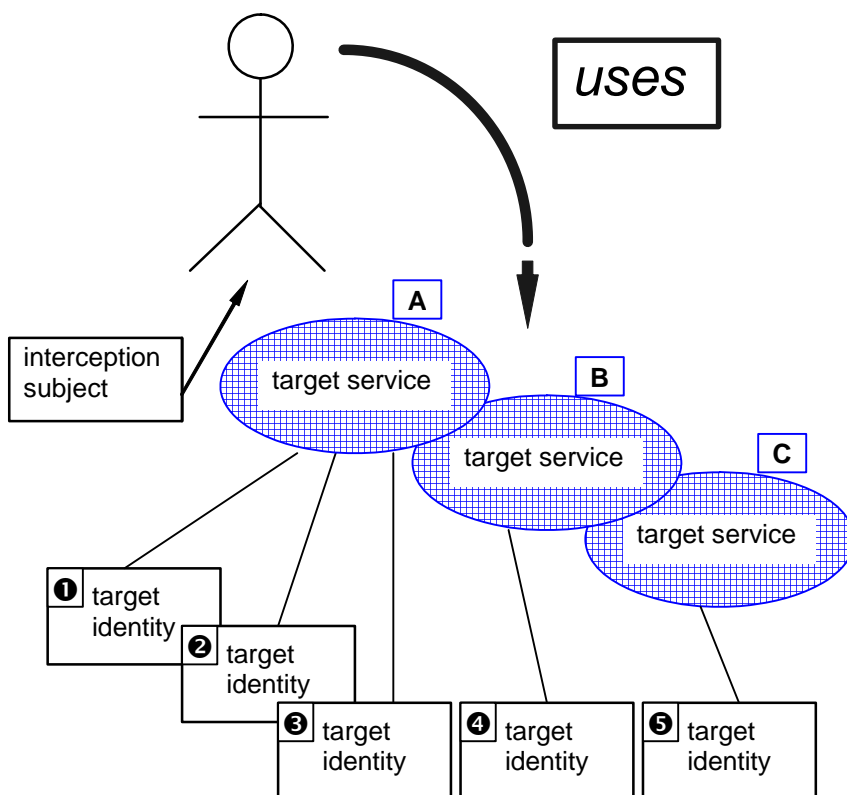 uses
A
interception
subject
target service
B
target service
C
target service
❶ target
identity
❷ target
identity
❸ target
identity
❹ target
identity
❺ target
identity